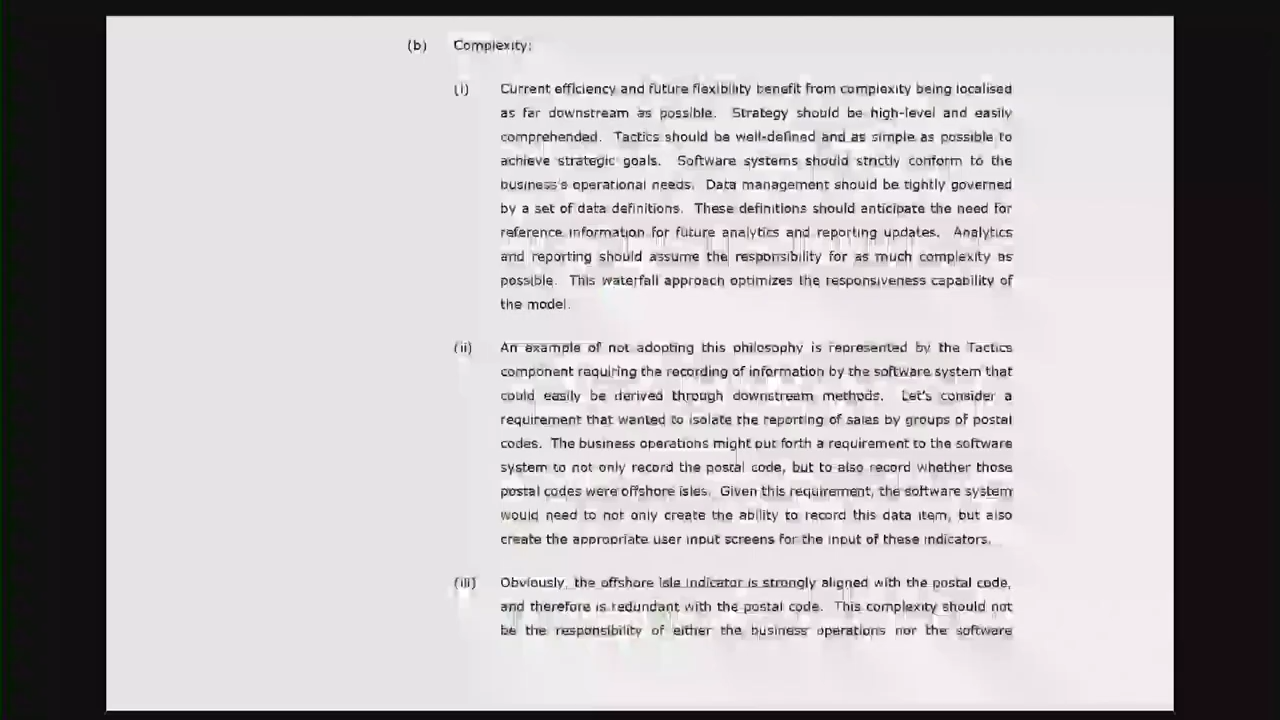 (b) Complexity:
(i) Current efficiency and future flexibility benefit from complexity being localised
as far downstream as possible. Strategy should be high-level and easily
comprehended. Tactics should be well-defined and as simple as possible to
achieve strategic goals. Software systems should strictly conform to the
business's operational needs. Data management should be tightly governed
by a set of data definitions. These definitions should anticipate the need for
reference information for future analytics and reporting updates. Analytics
and reporting should assume the responsibility for as much complexity as
possible. This waterfall approach optimizes the responsiveness capability of
the model.
(ii) An example of not adopting this philosophy is represented by the Tactics
component requiring the recording of information by the software system that
could easily be derived through downstream methods. Let's consider a
requirement that wanted to isolate the reporting of sales by groups of postal
codes. The business operations might put forth a requirement to the software
system to not only record the postal code, but to also record whether those
postal codes were offshore isles. Given this requirement, the software system
would need to not only create the ability to record this data item, but also
create the appropriate user input screens for the input of these indicators.
(iii) Obviously, the offshore isle indicator is strongly aligned with the postal code,
and therefore is redundant with the postal code. This complexity should not
be the responsibility of either the business operations nor the software